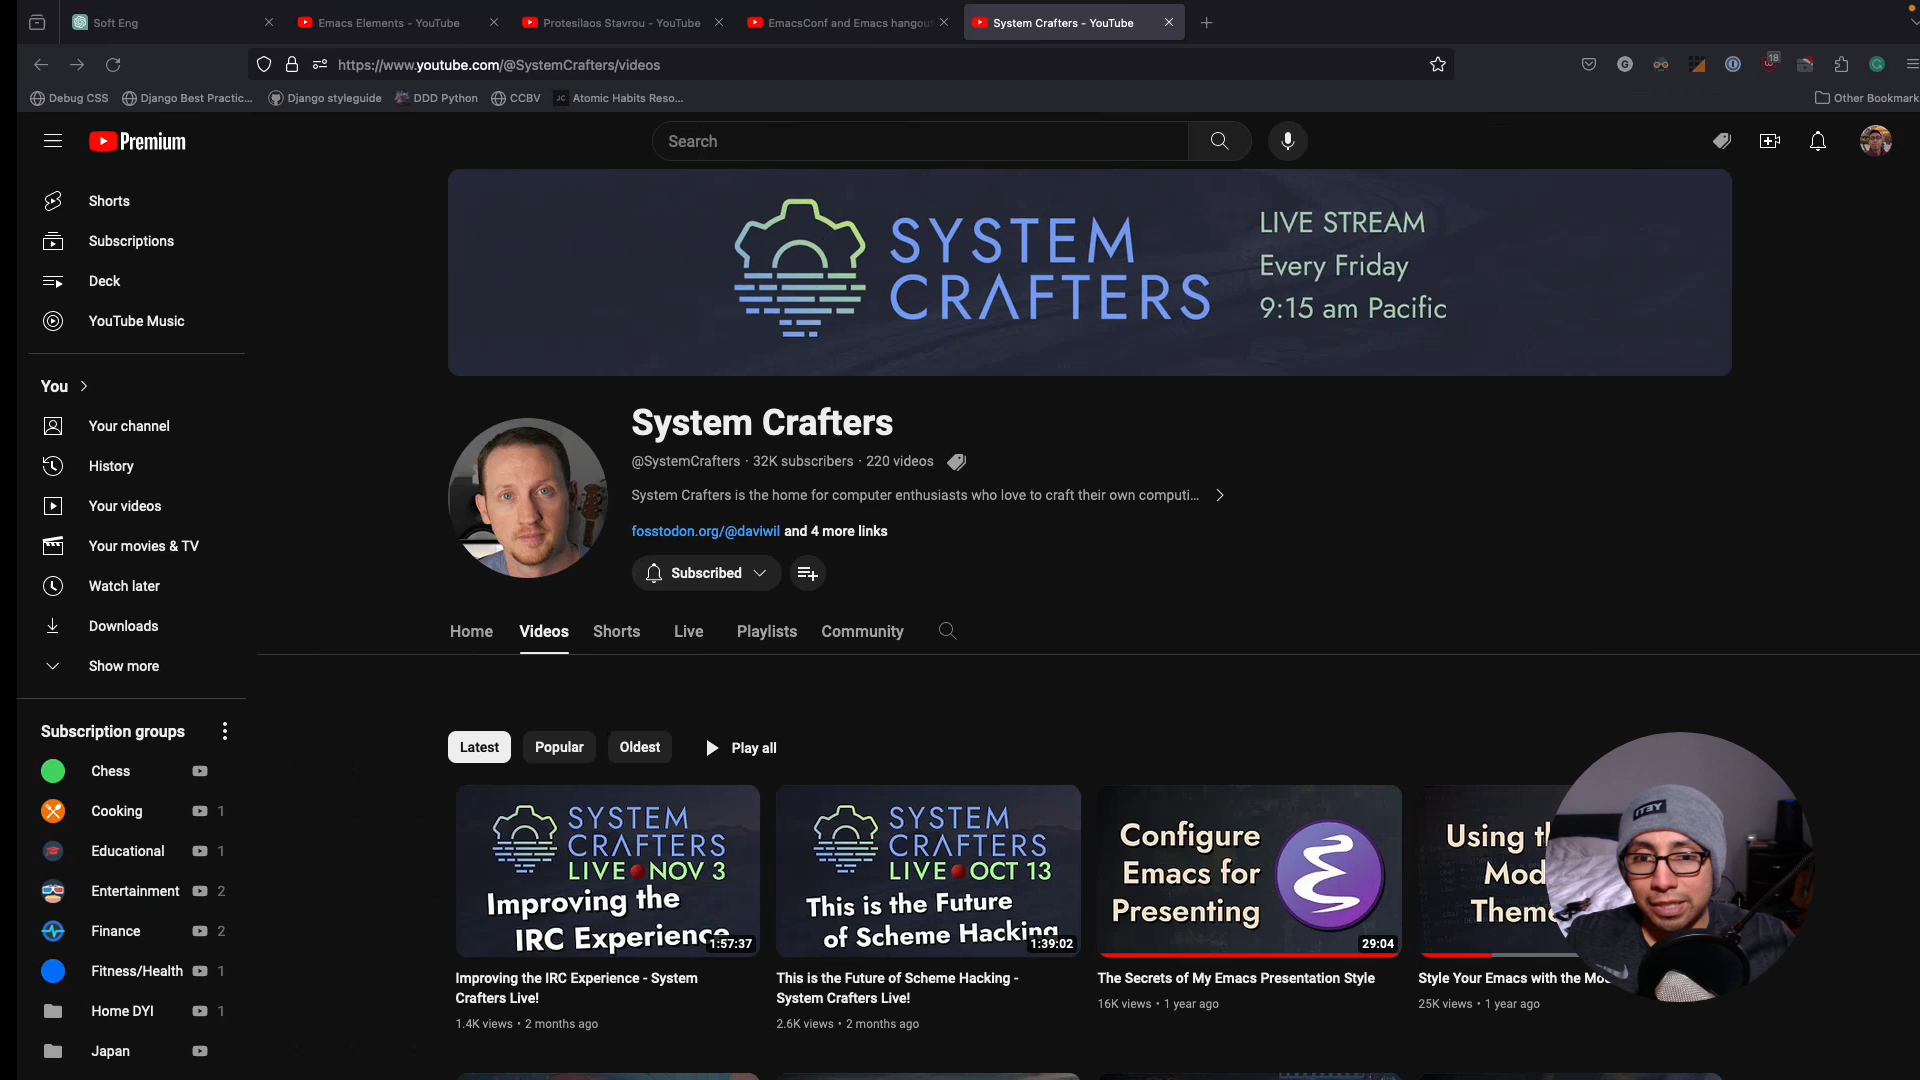 Soft Eng
Emacs Elements - YouTube
Protesilaos Stavrou - YouTube
EmacsConf and Emacs hangout
System Crafters - YouTube
https://www.youtube.com/@SystemCrafters/videos
18
Debug CSS
Django Best Practic...
Django styleguide
DDD Python
CCBV
JC
Atomic Habits Reso...
Other Bookmark
Premium
Search
Shorts
Subscriptions
Deck
YouTube Music
You
Your channel
History
Your videos
Your movies & TV
Watch later
Downloads
Show more
Subscription groups
Chess
Cooking 1
Educational 1
Entertainment 2
Finance 2
Fitness/Health 1
Home DYI 1
Japan
SYSTEM
CRAFTERS
LIVE STREAM
Every Friday
9:15 am Pacific
System Crafters
@SystemCrafters · 32K subscribers · 220 videos
System Crafters is the home for computer enthusiasts who love to craft their own computi...
fosstodon.org/@daviwil and 4 more links
Subscribed
Home
Videos
Shorts
Live
Playlists
Community
Latest
Popular
Oldest
Play all
SYSTEM
CRAFTERS
LIVE NOV 3
Improving the
IRC Experience
1:57:37
Improving the IRC Experience - System
Crafters Live!
1.4K views • 2 months ago
SYSTEM
CRAFTERS
LIVE OCT 13
This is the Future
of Scheme Hacking
1:39:02
This is the Future of Scheme Hacking -
System Crafters Live!
2.6K views • 2 months ago
Configure
Emacs for
Presenting
29:04
The Secrets of My Emacs Presentation Style
16K views • 1 year ago
Using
Mod
Theme
Style Your Emacs with the Mo
25K views • 1 year ago